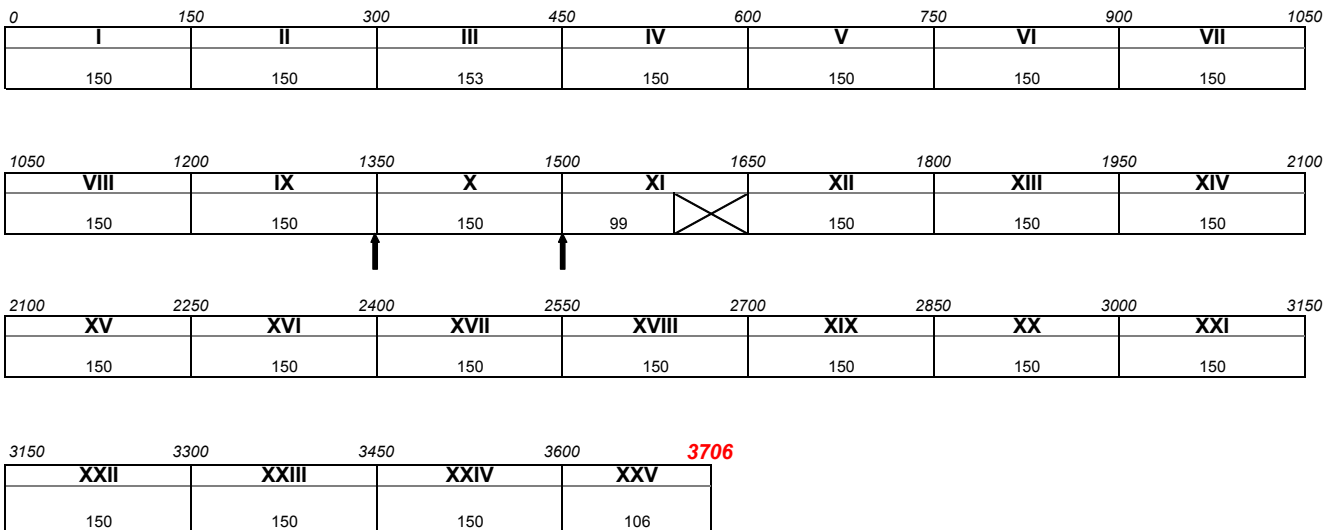 0 150 300 450 600 750 900 1050
I II III IV V VI VII
150 150 153 150 150 150 150
1050 1200 1350 1500 1650 1800 1950 2100
VIII IX X XI XII XIII XIV
150 150 150 99 150 150 150
2100 2250 2400 2550 2700 2850 3000 3150
XV XVI XVII XVIII XIX XX XXI
150 150 150 150 150 150 150
3150 3300 3450 3600 3706
XXII XXIII XXIV XXV
150 150 150 106